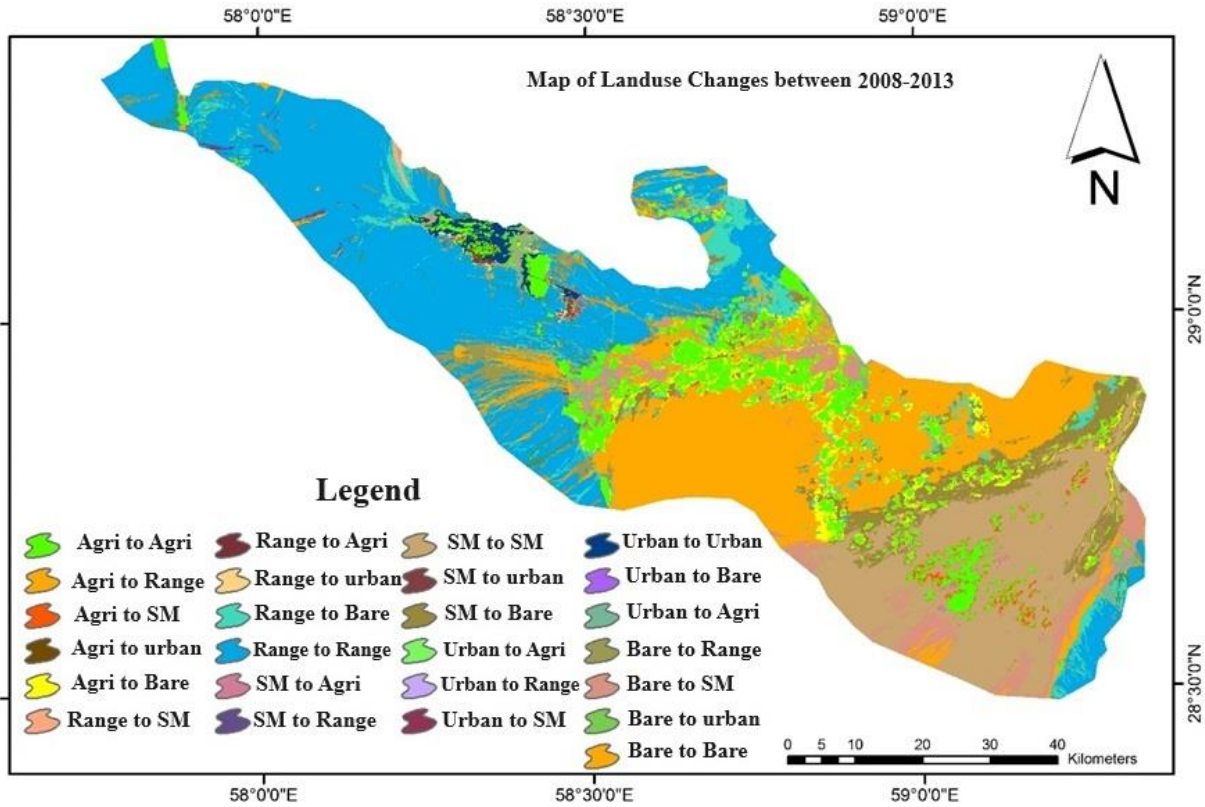 58°0'0"E 58°30'0"E 59°0'0"E
Map of Landuse Changes between 2008-2013
N
29°0'0"N
28°30'0"N
Legend
Agri to Agri
Agri to Range
Agri to SM
Agri to urban
Agri to Bare
Range to SM
Range to Agri
Range to urban
Range to Bare
Range to Range
SM to Agri
SM to Range
SM to SM
SM to urban
SM to Bare
Urban to Agri
Urban to Range
Urban to SM
Urban to Urban
Urban to Bare
Urban to Agri
Bare to Range
Bare to SM
Bare to urban
Bare to Bare
0 5 10 20 30 40
Kilometers
58°0'0"E 58°30'0"E 59°0'0"E